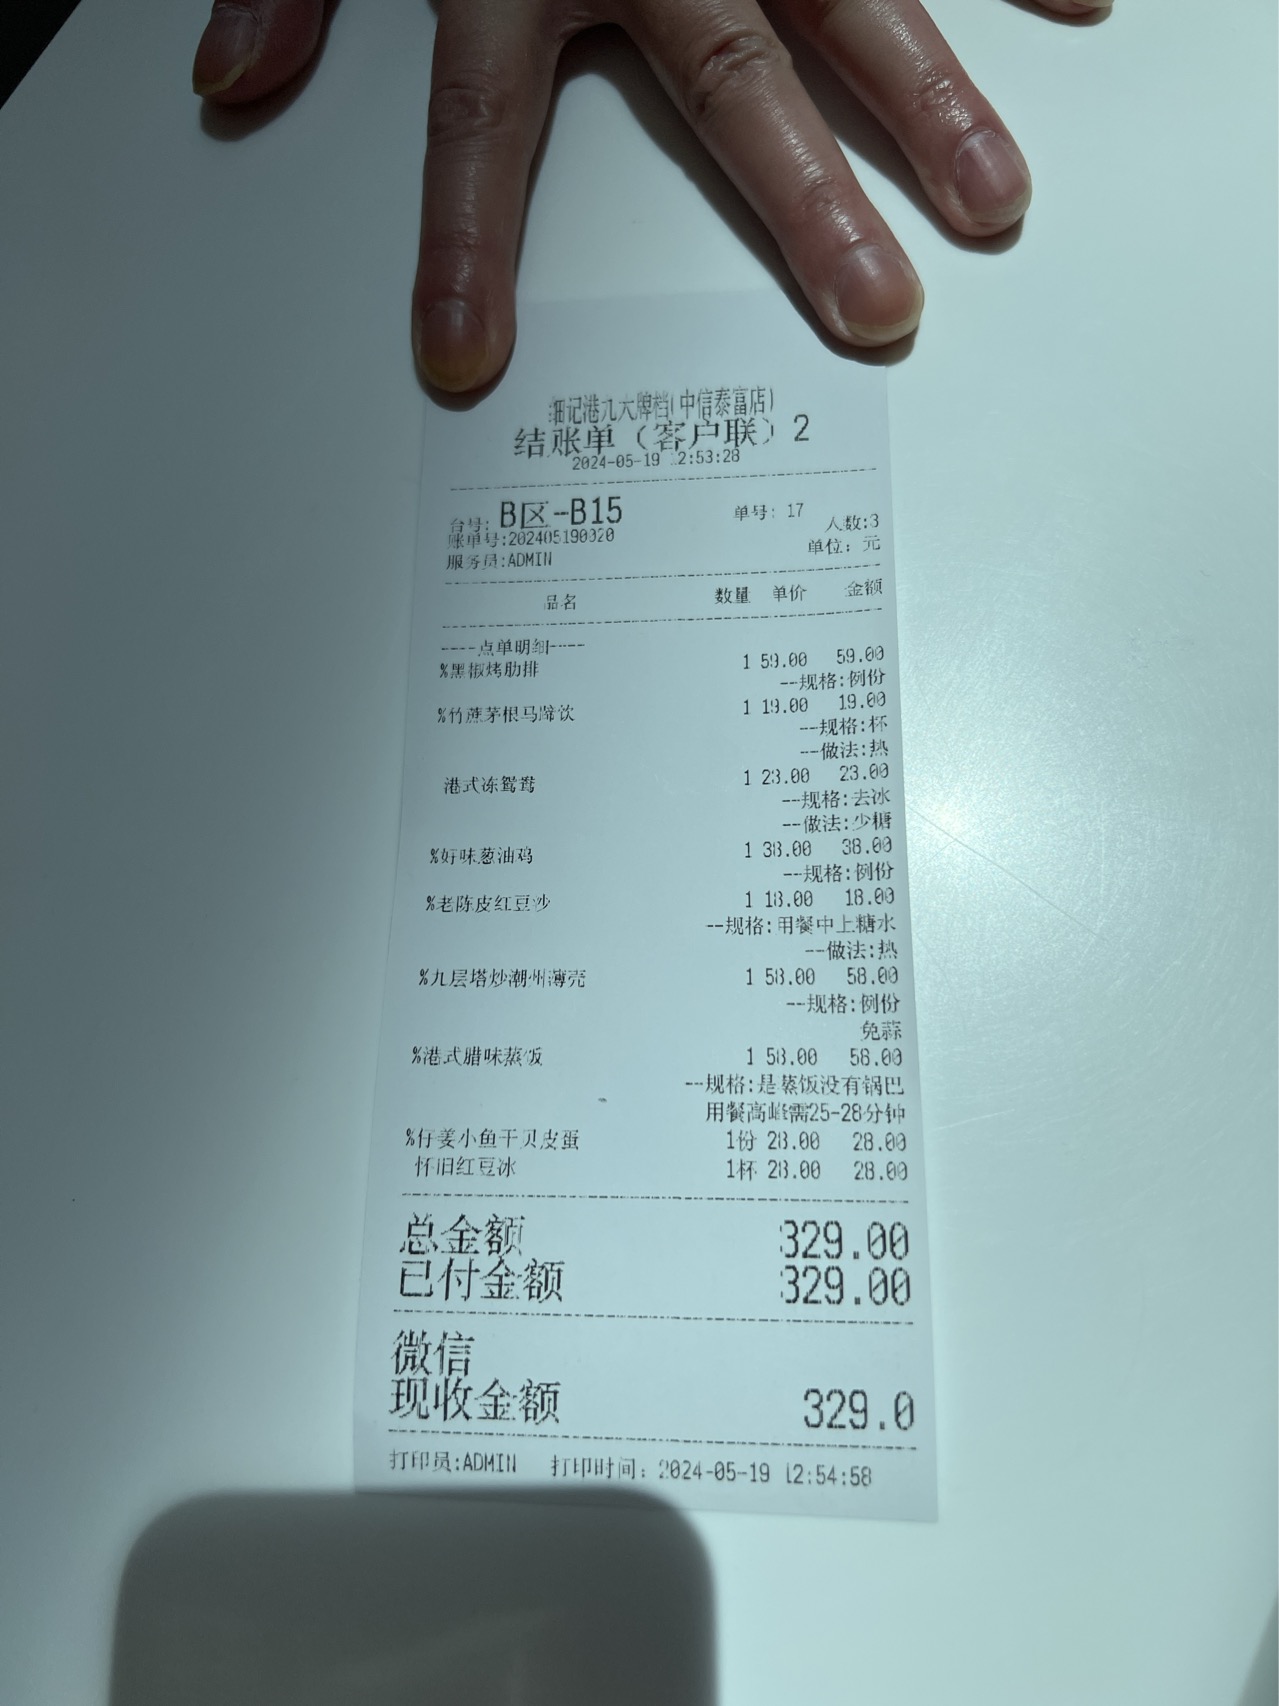 细记港九大牌档(中信泰富店)
结账单（客户联）2
2024-05-19 12:53:28
台号: B区-B15 单号: 17
账单号:202405190020 人数:3
服务员:ADMIN 单位: 元
品名 数量 单价 金额
----点单明细----
%黑椒烤肋排 1 59.00 59.00
--规格:例份
%竹蔗茅根马蹄饮 1 19.00 19.00
--规格:杯
--做法:热
港式冻鸳鸯 1 23.00 23.00
--规格:去冰
--做法:少糖
%好味葱油鸡 1 38.00 38.00
--规格:例份
%老陈皮红豆沙 1 18.00 18.00
--规格:用餐中上糖水
--做法:热
%九层塔炒潮州薄壳 1 58.00 58.00
--规格:例份
免蒜
%港式腊味蒸饭 1 58.00 58.00
--规格:是蒸饭没有锅巴
用餐高峰需25-28分钟
%仔姜小鱼干贝皮蛋 1份 28.00 28.00
怀旧红豆冰 1杯 28.00 28.00
总金额 329.00
已付金额 329.00
微信
现收金额 329.0
打印员:ADMIN 打印时间: 2024-05-19 12:54:58